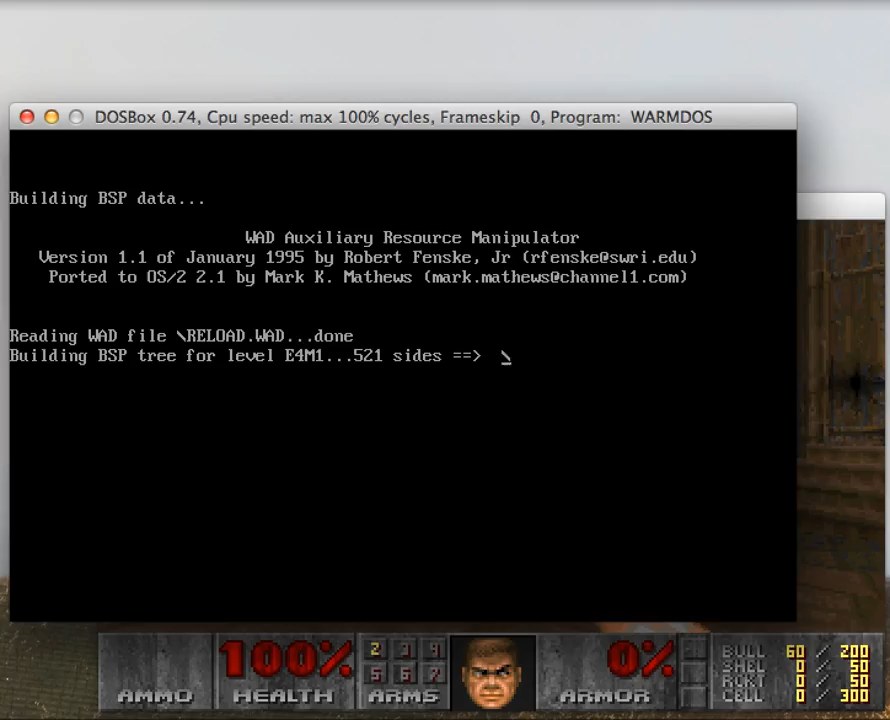 DOSBox 0.74, Cpu speed: max 100% cycles, Frameskip 0, Program: WARMDOS
Building BSP data...
WAD Auxiliary Resource Manipulator
Version 1.1 of January 1995 by Robert Fenske, Jr (rfenske@swri.edu)
Ported to OS/2 2.1 by Mark K. Mathews (mark.mathews@channel1.com)
Reading WAD file \RELOAD.WAD...done
Building BSP tree for level E4M1...521 sides ==> \
100% 2 3 4 0% BULL 60 / 200
SHEL 0 / 50
5 6 7 RCKT 0 / 50
AMMO HEALTH ARMS ARMOR CELL 0 / 300